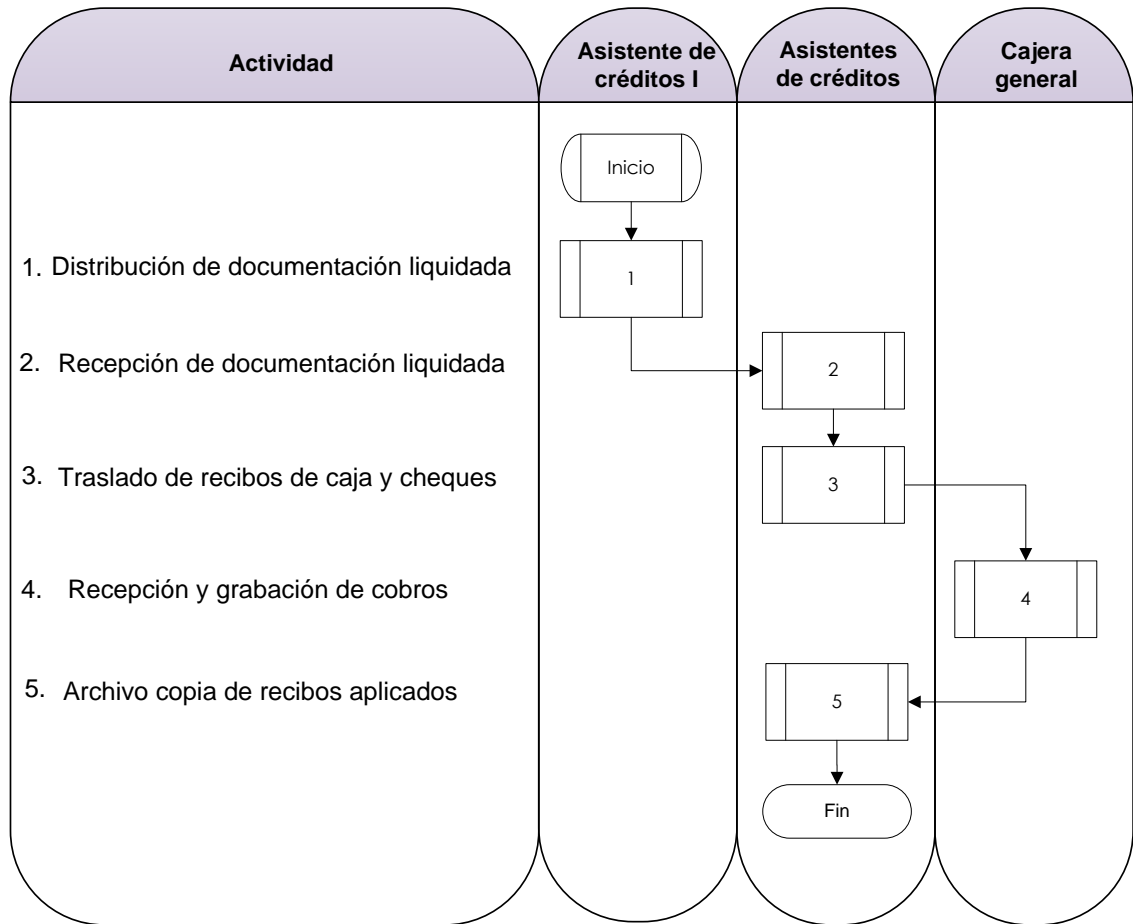 Actividad
Asistente de
créditos I
Asistentes
de créditos
Cajera
general
Inicio
1. Distribución de documentación liquidada
1
2. Recepción de documentación liquidada
2
3. Traslado de recibos de caja y cheques
3
4. Recepción y grabación de cobros
4
5. Archivo copia de recibos aplicados
5
Fin